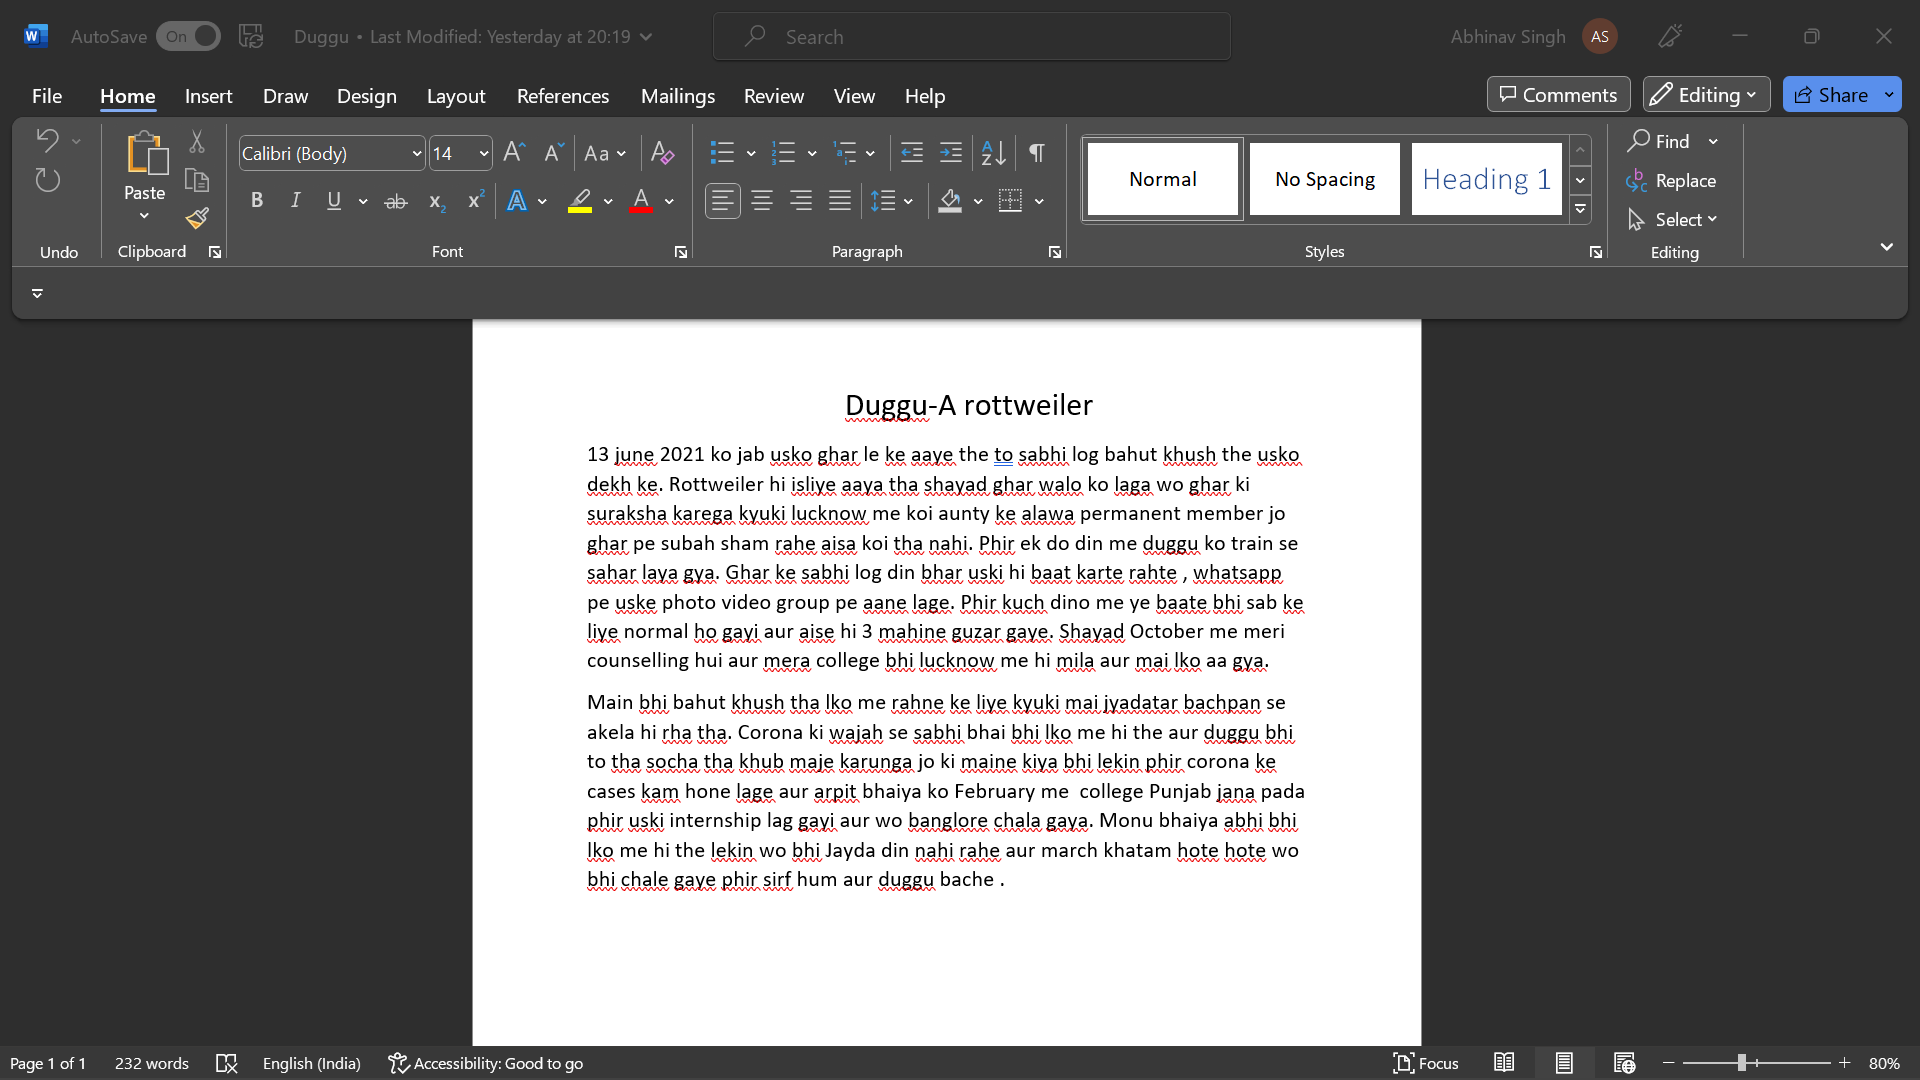 AutoSave On Duggu • Last Modified: Yesterday at 20:19 Search Abhinav Singh AS
File Home Insert Draw Design Layout References Mailings Review View Help Comments Editing Share
Calibri (Body) 14 Aa
Paste
B I U ab x2 x2 A A
Normal No Spacing Heading 1
Find
Replace
Select
Undo Clipboard Font Paragraph Styles Editing
Duggu-A rottweiler
13 june 2021 ko jab usko ghar le ke aaye the to sabhi log bahut khush the usko
dekh ke. Rottweiler hi isliye aaya tha shayad ghar walo ko laga wo ghar ki
suraksha karega kyuki lucknow me koi aunty ke alawa permanent member jo
ghar pe subah sham rahe aisa koi tha nahi. Phir ek do din me duggu ko train se
sahar laya gya. Ghar ke sabhi log din bhar uski hi baat karte rahte , whatsapp
pe uske photo video group pe aane lage. Phir kuch dino me ye baate bhi sab ke
liye normal ho gayi aur aise hi 3 mahine guzar gaye. Shayad October me meri
counselling hui aur mera college bhi lucknow me hi mila aur mai lko aa gya.
Main bhi bahut khush tha lko me rahne ke liye kyuki mai jyadatar bachpan se
akela hi rha tha. Corona ki wajah se sabhi bhai bhi lko me hi the aur duggu bhi
to tha socha tha khub maje karunga jo ki maine kiya bhi lekin phir corona ke
cases kam hone lage aur arpit bhaiya ko February me  college Punjab jana pada
phir uski internship lag gayi aur wo banglore chala gaya. Monu bhaiya abhi bhi
lko me hi the lekin wo bhi Jayda din nahi rahe aur march khatam hote hote wo
bhi chale gaye phir sirf hum aur duggu bache .
Page 1 of 1 232 words English (India) Accessibility: Good to go Focus 80%